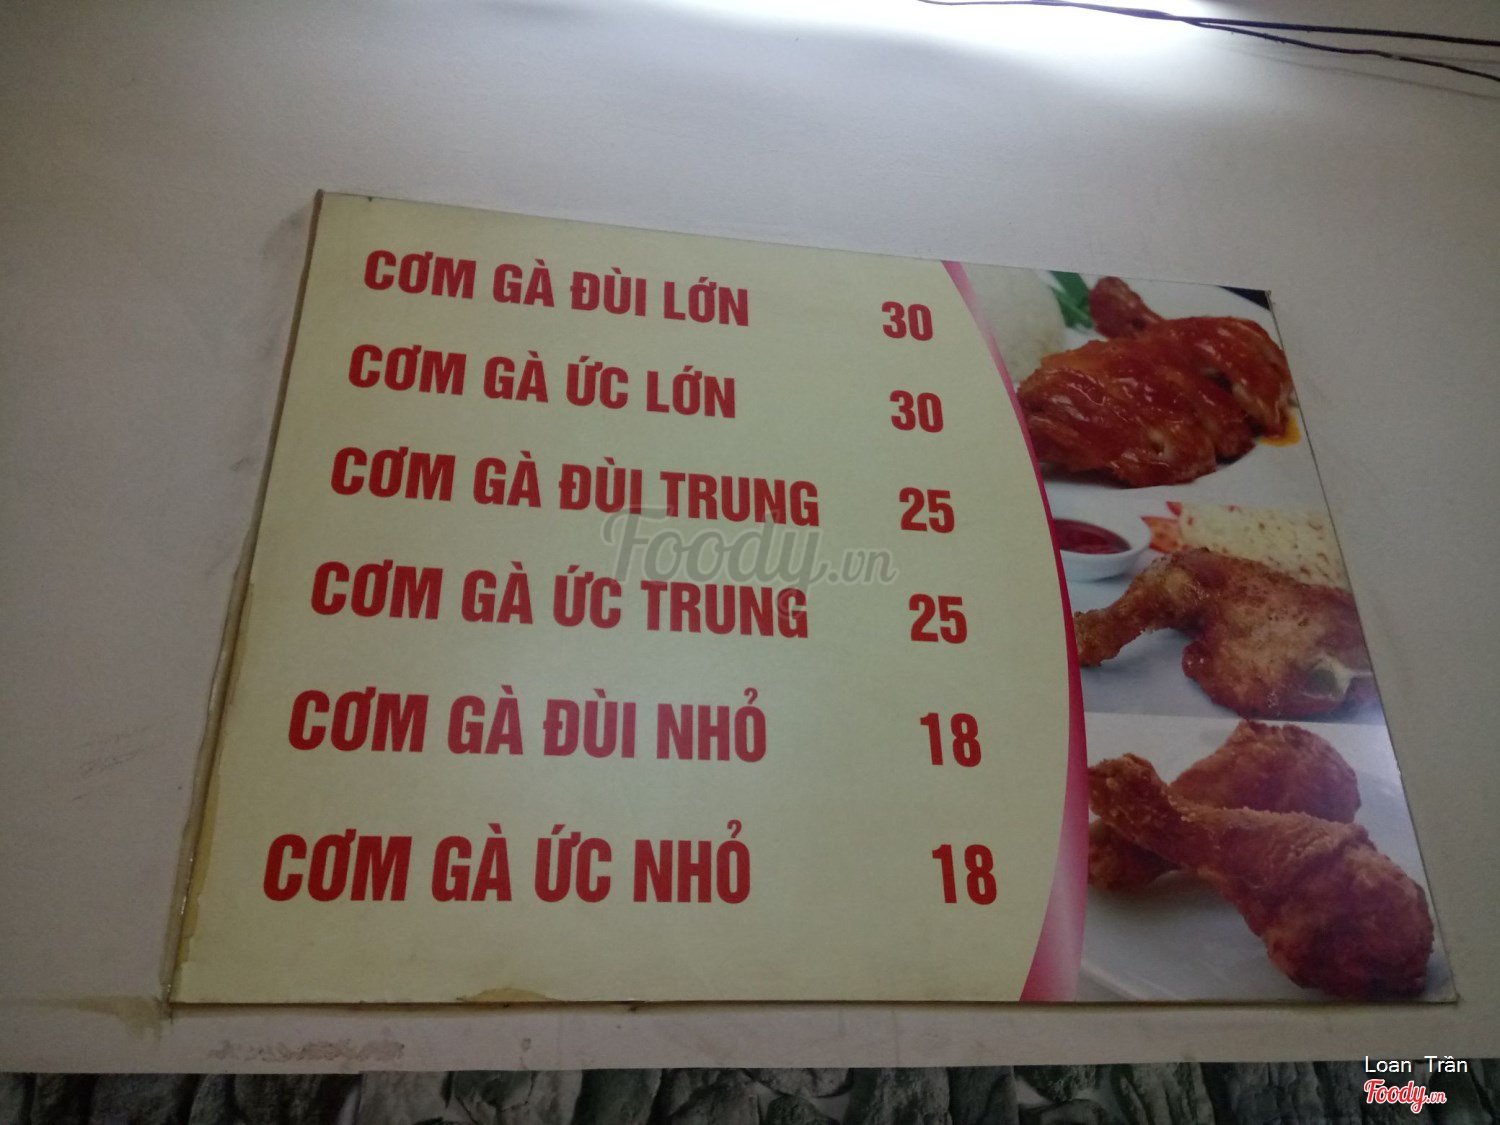 CƠM GÀ ĐÙI LỚN 30
CƠM GÀ ỨC LỚN 30
CƠM GÀ ĐÙI TRUNG 25
Foody.vn
CƠM GÀ ỨC TRUNG 25
CƠM GÀ ĐÙI NHỎ 18
CƠM GÀ ỨC NHỎ 18
Loan Trần
Foody.vn